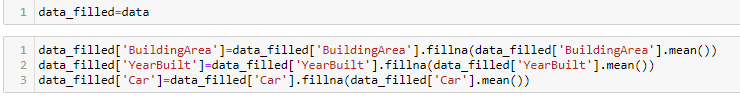 1 data_filled=data
1 data_filled['BuildingArea']=data_filled['BuildingArea'].fillna(data_filled['BuildingArea'].mean())
2 data_filled['YearBuilt']=data_filled['YearBuilt'].fillna(data_filled['YearBuilt'].mean())
3 data_filled['Car']=data_filled['Car'].fillna(data_filled['Car'].mean())